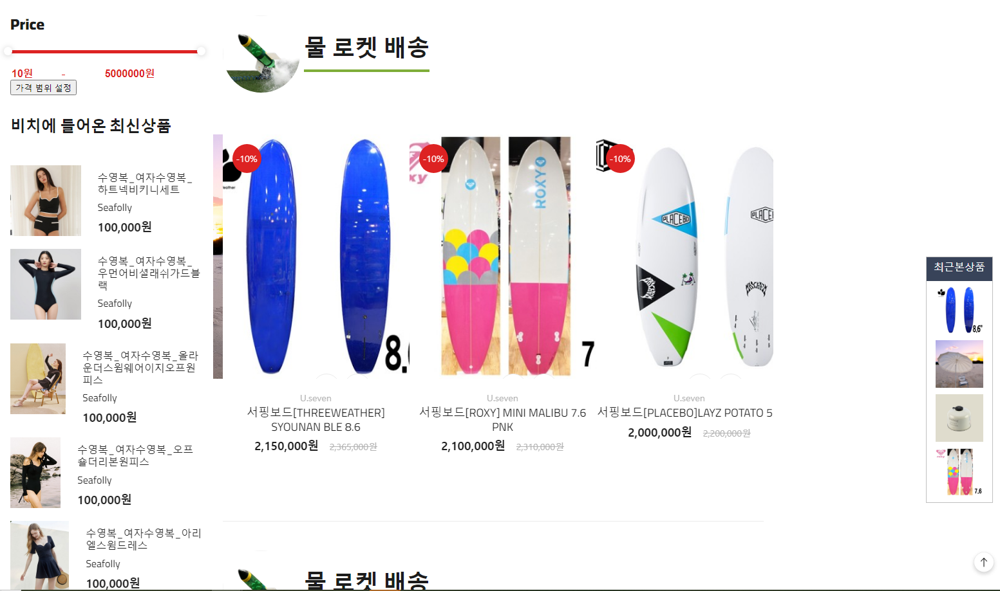 Price
10원 - 5000000원
가격 범위 설정
비치에 들어온 최신상품
수영복_여자수영복_
하트넥비키니세트
Seafolly
100,000원
수영복_여자수영복_
우먼어비셜래쉬가드블
랙
Seafolly
100,000원
수영복_여자수영복_올라
운더스윔웨어이지오프원
피스
Seafolly
100,000원
수영복_여자수영복_오프
숄더리본원피스
Seafolly
100,000원
수영복_여자수영복_아리
엘스윔드레스
Seafolly
100,000원
물 로켓 배송
-10%
eather
8.
U.seven
서핑보드[THREEWEATHER]
SYOUNAN BLE 8.6
2,150,000원 2,365,000원
-10%
oxy
ROXY
7
U.seven
서핑보드[ROXY] MINI MALIBU 7.6
PNK
2,100,000원 2,310,000원
-10%
PLACEBO
PLACEB
U.seven
서핑보드[PLACEBO]LAYZ POTATO 5
2,000,000원 2,200,000원
물 로켓 배송
최근본상품
8,6"
roxy
7,6